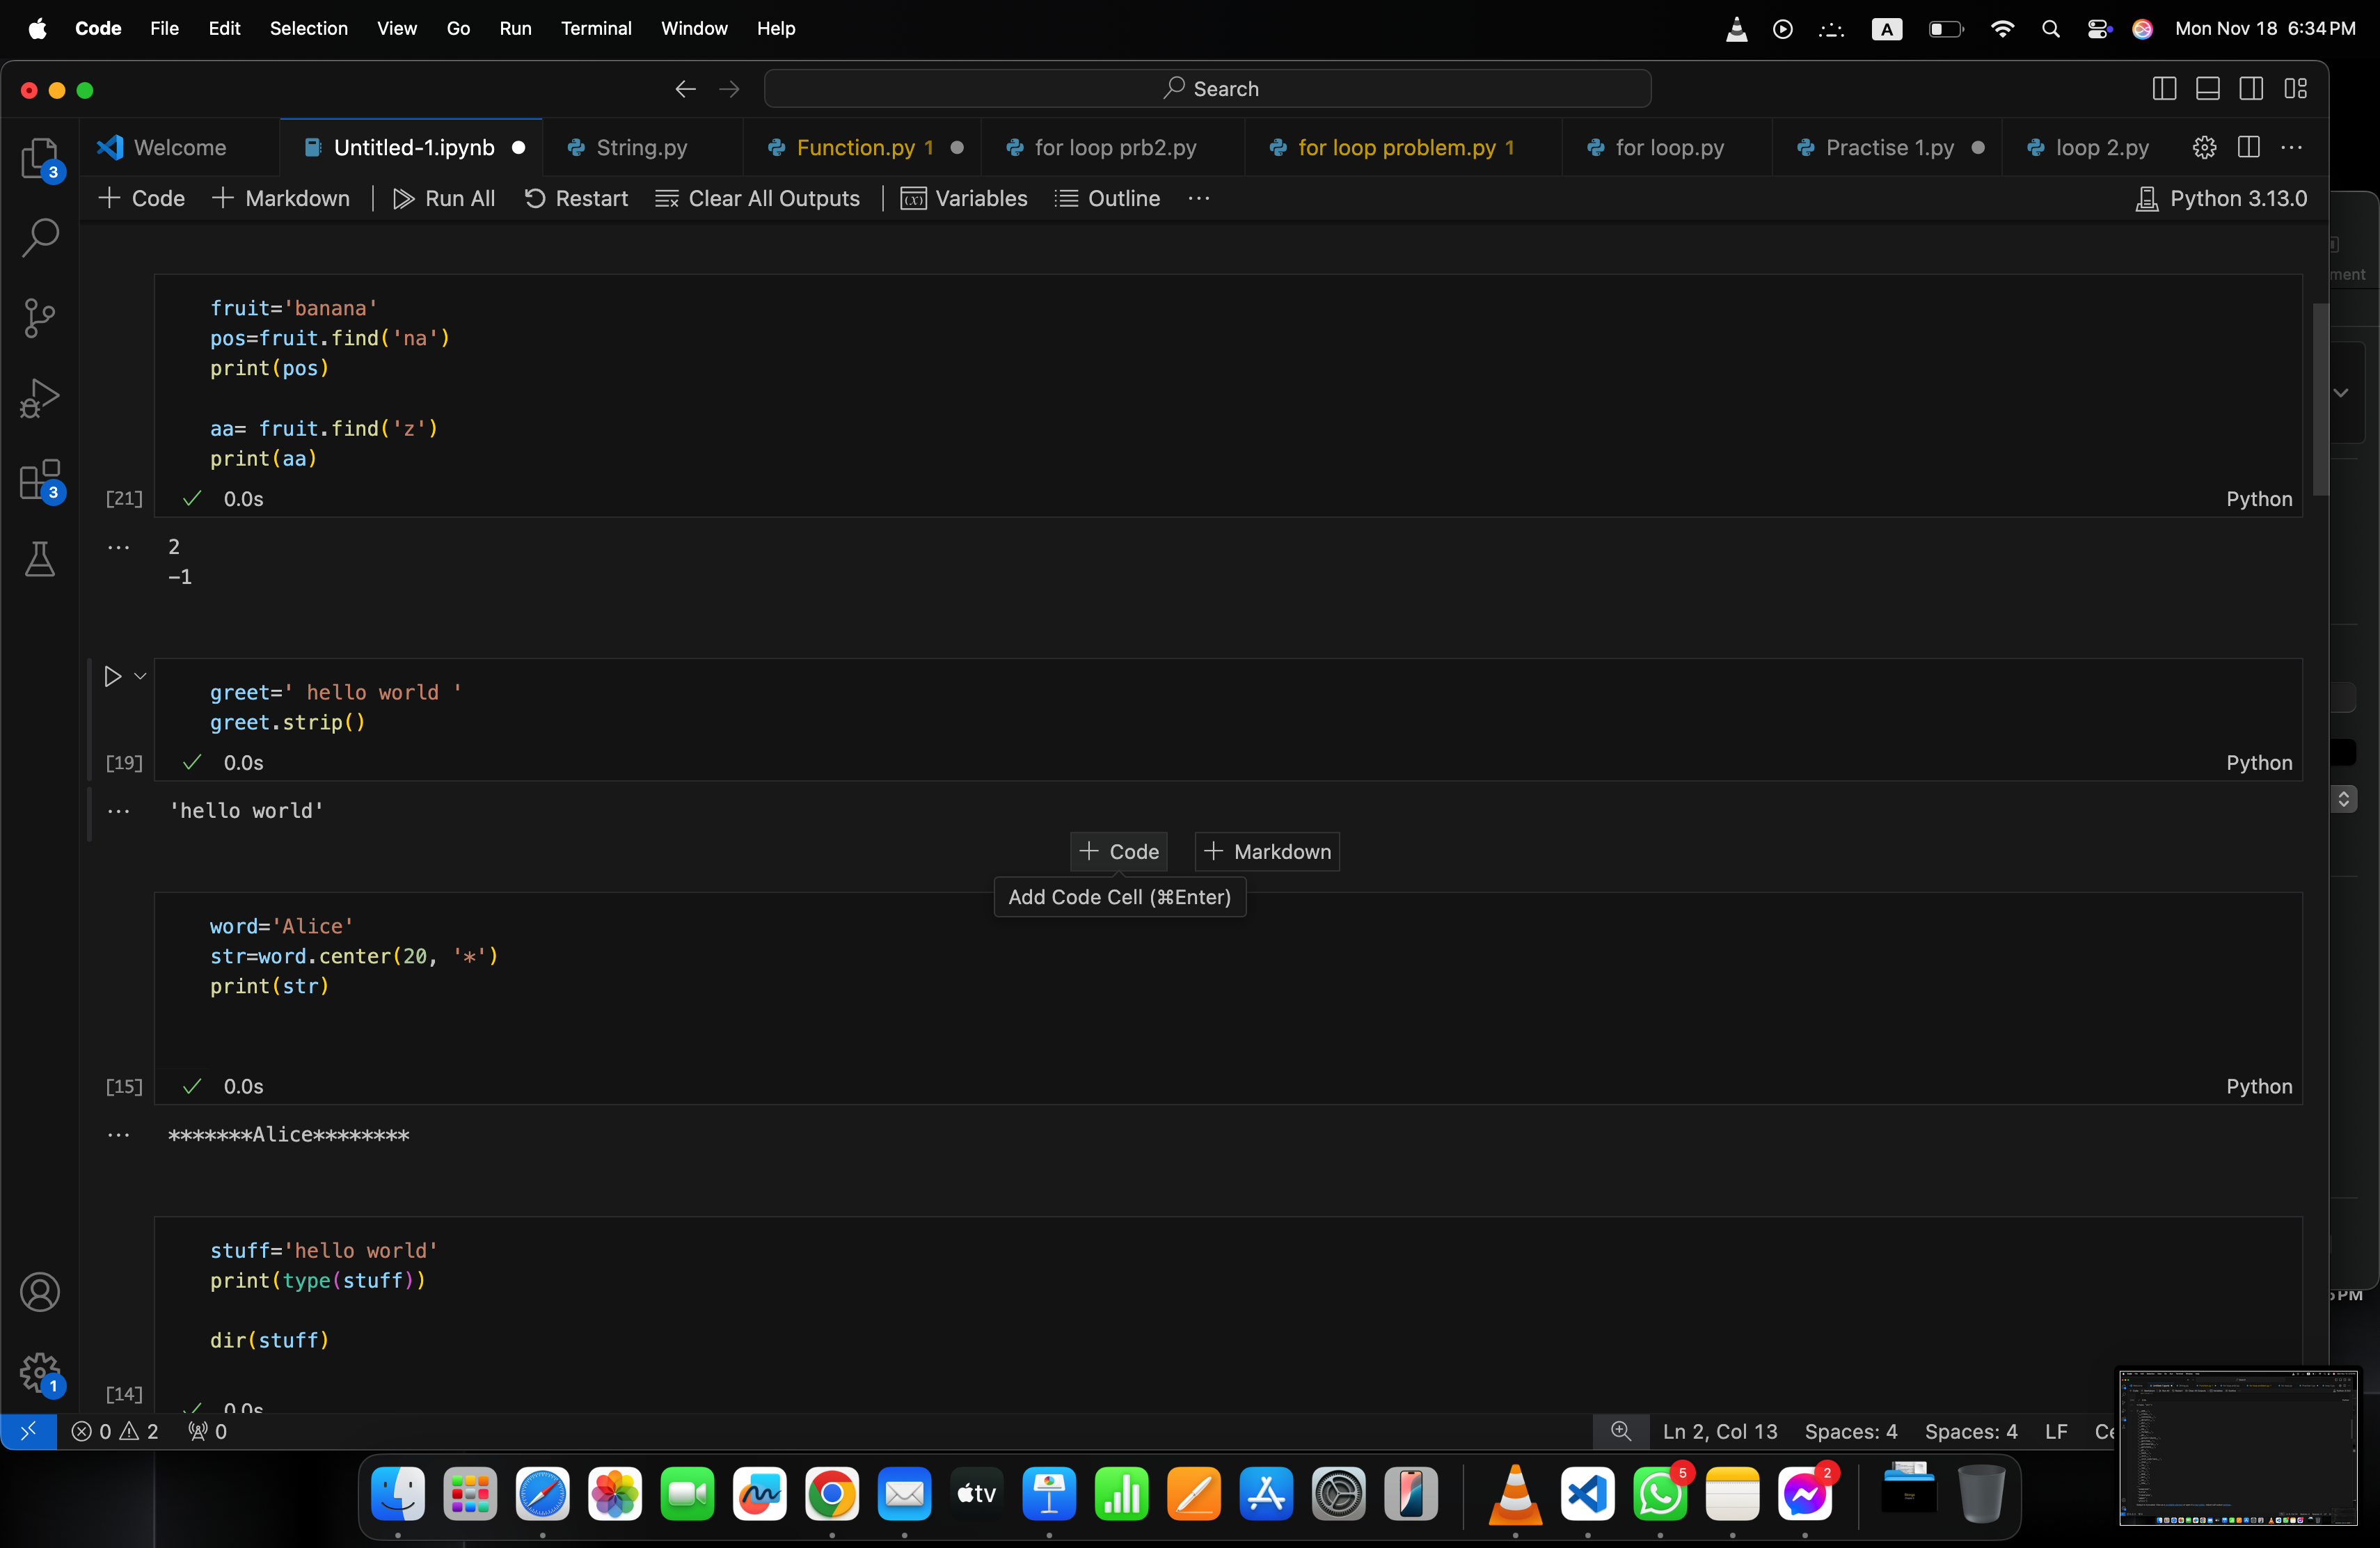 Code File Edit Selection View Go Run Terminal Window Help A Mon Nov 18 6:34 PM
Search
3 Welcome Untitled-1.ipynb String.py Function.py 1 for loop prb2.py for loop problem.py 1 for loop.py Practise 1.py loop 2.py ...
+ Code + Markdown Run All Restart Clear All Outputs (x) Variables Outline ... Python 3.13.0
ment
fruit='banana'
pos=fruit.find('na')
print(pos)
aa= fruit.find('z')
print(aa)
3
[21] ✓ 0.0s Python
... 2
-1
greet=' hello world '
greet.strip()
[19] ✓ 0.0s Python
... 'hello world'
+ Code + Markdown
Add Code Cell (⌘Enter)
word='Alice'
str=word.center(20, '*')
print(str)
[15] ✓ 0.0s Python
... *******Alice********
stuff='hello world'
print(type(stuff))
PM
dir(stuff)
1
[14] ✓ 0.0s
0 2 0 Ln 2, Col 13 Spaces: 4 Spaces: 4 LF Ce
tv 5 2